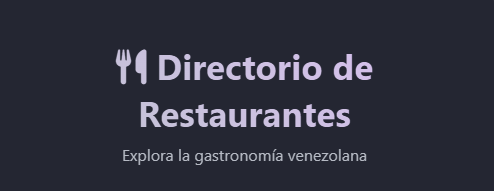 Directorio de
Restaurantes
Explora la gastronomía venezolana